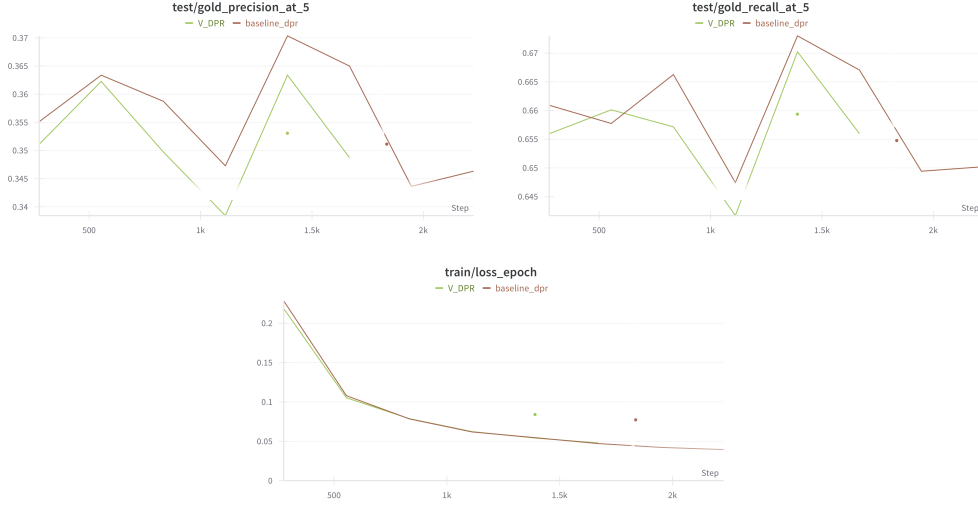 test/gold_precision_at_5
V_DPR baseline_dpr
0.37
0.365
0.36
0.355
0.35
0.345
0.34
Step
500 1k 1.5k 2k
test/gold_recall_at_5
V_DPR baseline_dpr
0.67
0.665
0.66
0.655
0.65
0.645
Step
500 1k 1.5k 2k
train/loss_epoch
V_DPR baseline_dpr
0.2
0.15
0.1
0.05
0
Step
500 1k 1.5k 2k